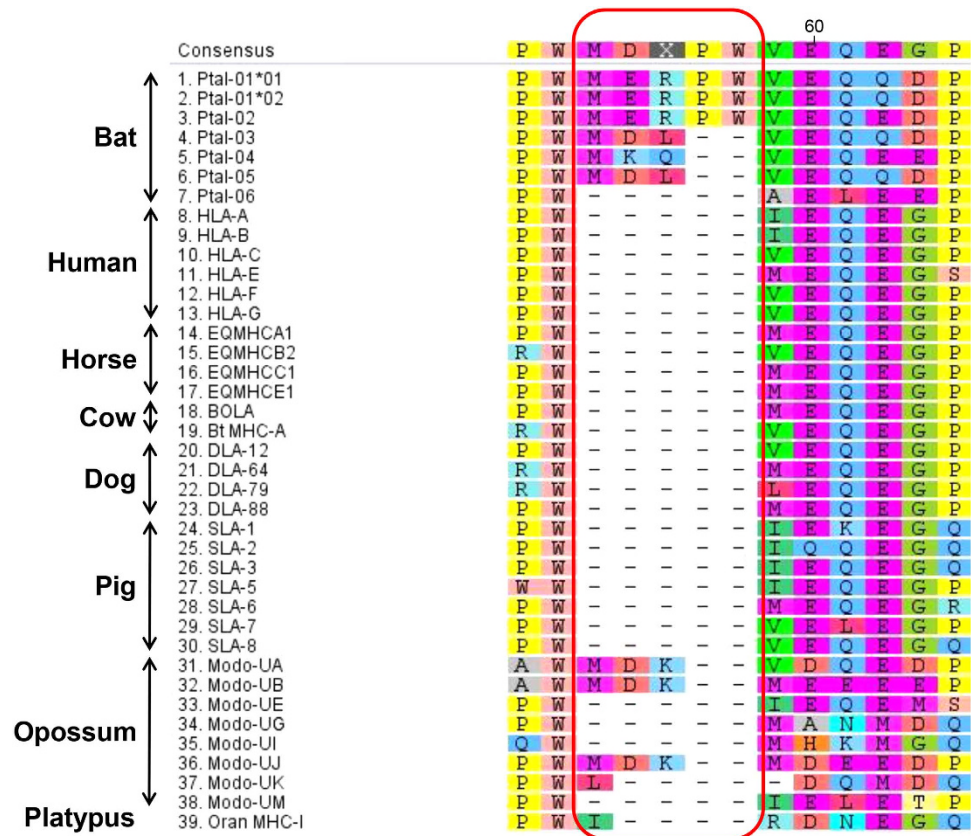 60
Consensus P W M D X P W V E Q E G P
1. Ptal-01*01 P W M E R P W V E Q Q D P
2. Ptal-01*02 P W M E R P W V E Q Q D P
3. Ptal-02 P W M E R P W V E Q E D P
4. Ptal-03 P W M D L - - V E Q Q D P
Bat
5. Ptal-04 P W M K Q - - V E Q E E P
6. Ptal-05 P W M D L - - V E Q Q D P
7. Ptal-06 P W - - - - - A E L E E P
8. HLA-A P W - - - - - I E Q E G P
9. HLA-B P W - - - - - I E Q E G P
Human
10. HLA-C P W - - - - - V E Q E G P
11. HLA-E P W - - - - - M E Q E G S
12. HLA-F P W - - - - - V E Q E G P
13. HLA-G P W - - - - - V E Q E G P
14. EQMHCA1 P W - - - - - M E Q E G P
Horse
15. EQMHCB2 R W - - - - - V E Q E G P
16. EQMHCC1 P W - - - - - M E Q E G P
17. EQMHCE1 P W - - - - - M E Q E G P
Cow
18. BOLA P W - - - - - M E Q E G P
19. Bt MHC-A R W - - - - - V E Q E G P
20. DLA-12 P W - - - - - V E Q E G P
Dog
21. DLA-64 R W - - - - - M E Q E G P
22. DLA-79 R W - - - - - L E Q E G P
23. DLA-88 P W - - - - - M E Q E G P
24. SLA-1 P W - - - - - I E K E G Q
25. SLA-2 P W - - - - - I Q Q E G Q
26. SLA-3 P W - - - - - I E Q E G Q
Pig
27. SLA-5 W W - - - - - I E Q E G P
28. SLA-6 P W - - - - - M E Q E G R
29. SLA-7 P W - - - - - V E L E G P
30. SLA-8 P W - - - - - V E Q E G Q
31. Modo-UA A W M D K - - V D Q E D P
32. Modo-UB A W M D K - - M E E E E P
33. Modo-UE P W - - - - - I E Q E M S
Opossum
34. Modo-UG P W - - - - - M A N M D Q
35. Modo-UI Q W - - - - - M H K M G Q
36. Modo-UJ P W M D K - - M D E E D P
37. Modo-UK P W L - - - - - D Q M D Q
38. Modo-UM P W - - - - - I E L E T P
Platypus
39. Oran MHC-I P W I - - - - R D N E G Q